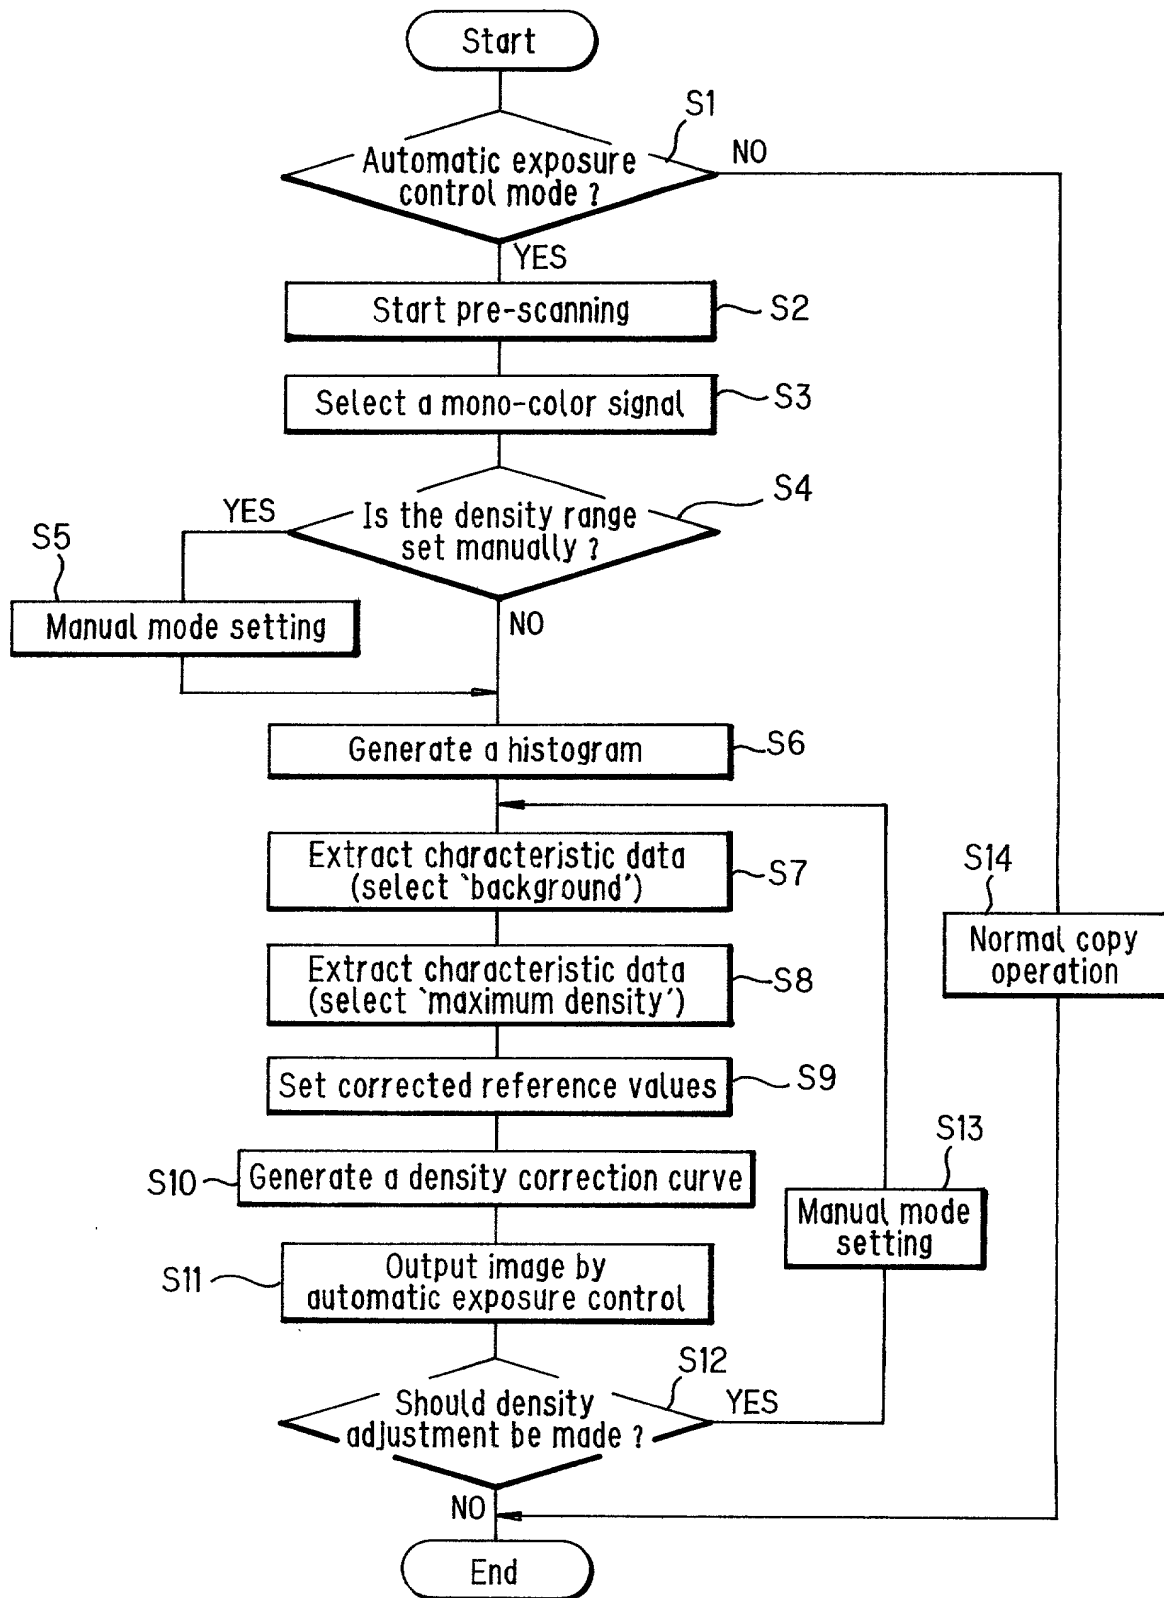 Start
S1
Automatic exposure
control mode ?
NO
YES
Start pre-scanning
S2
Select a mono-color signal
S3
S4
Is the density range
set manually ?
YES
S5
Manual mode setting
NO
Generate a histogram
S6
Extract characteristic data
(select `background')
S7
S14
Normal copy
operation
Extract characteristic data
(select `maximum density')
S8
Set corrected reference values
S9
S13
Manual mode
setting
S10
Generate a density correction curve
S11
Output image by
automatic exposure control
S12
Should density
adjustment be made ?
YES
NO
End